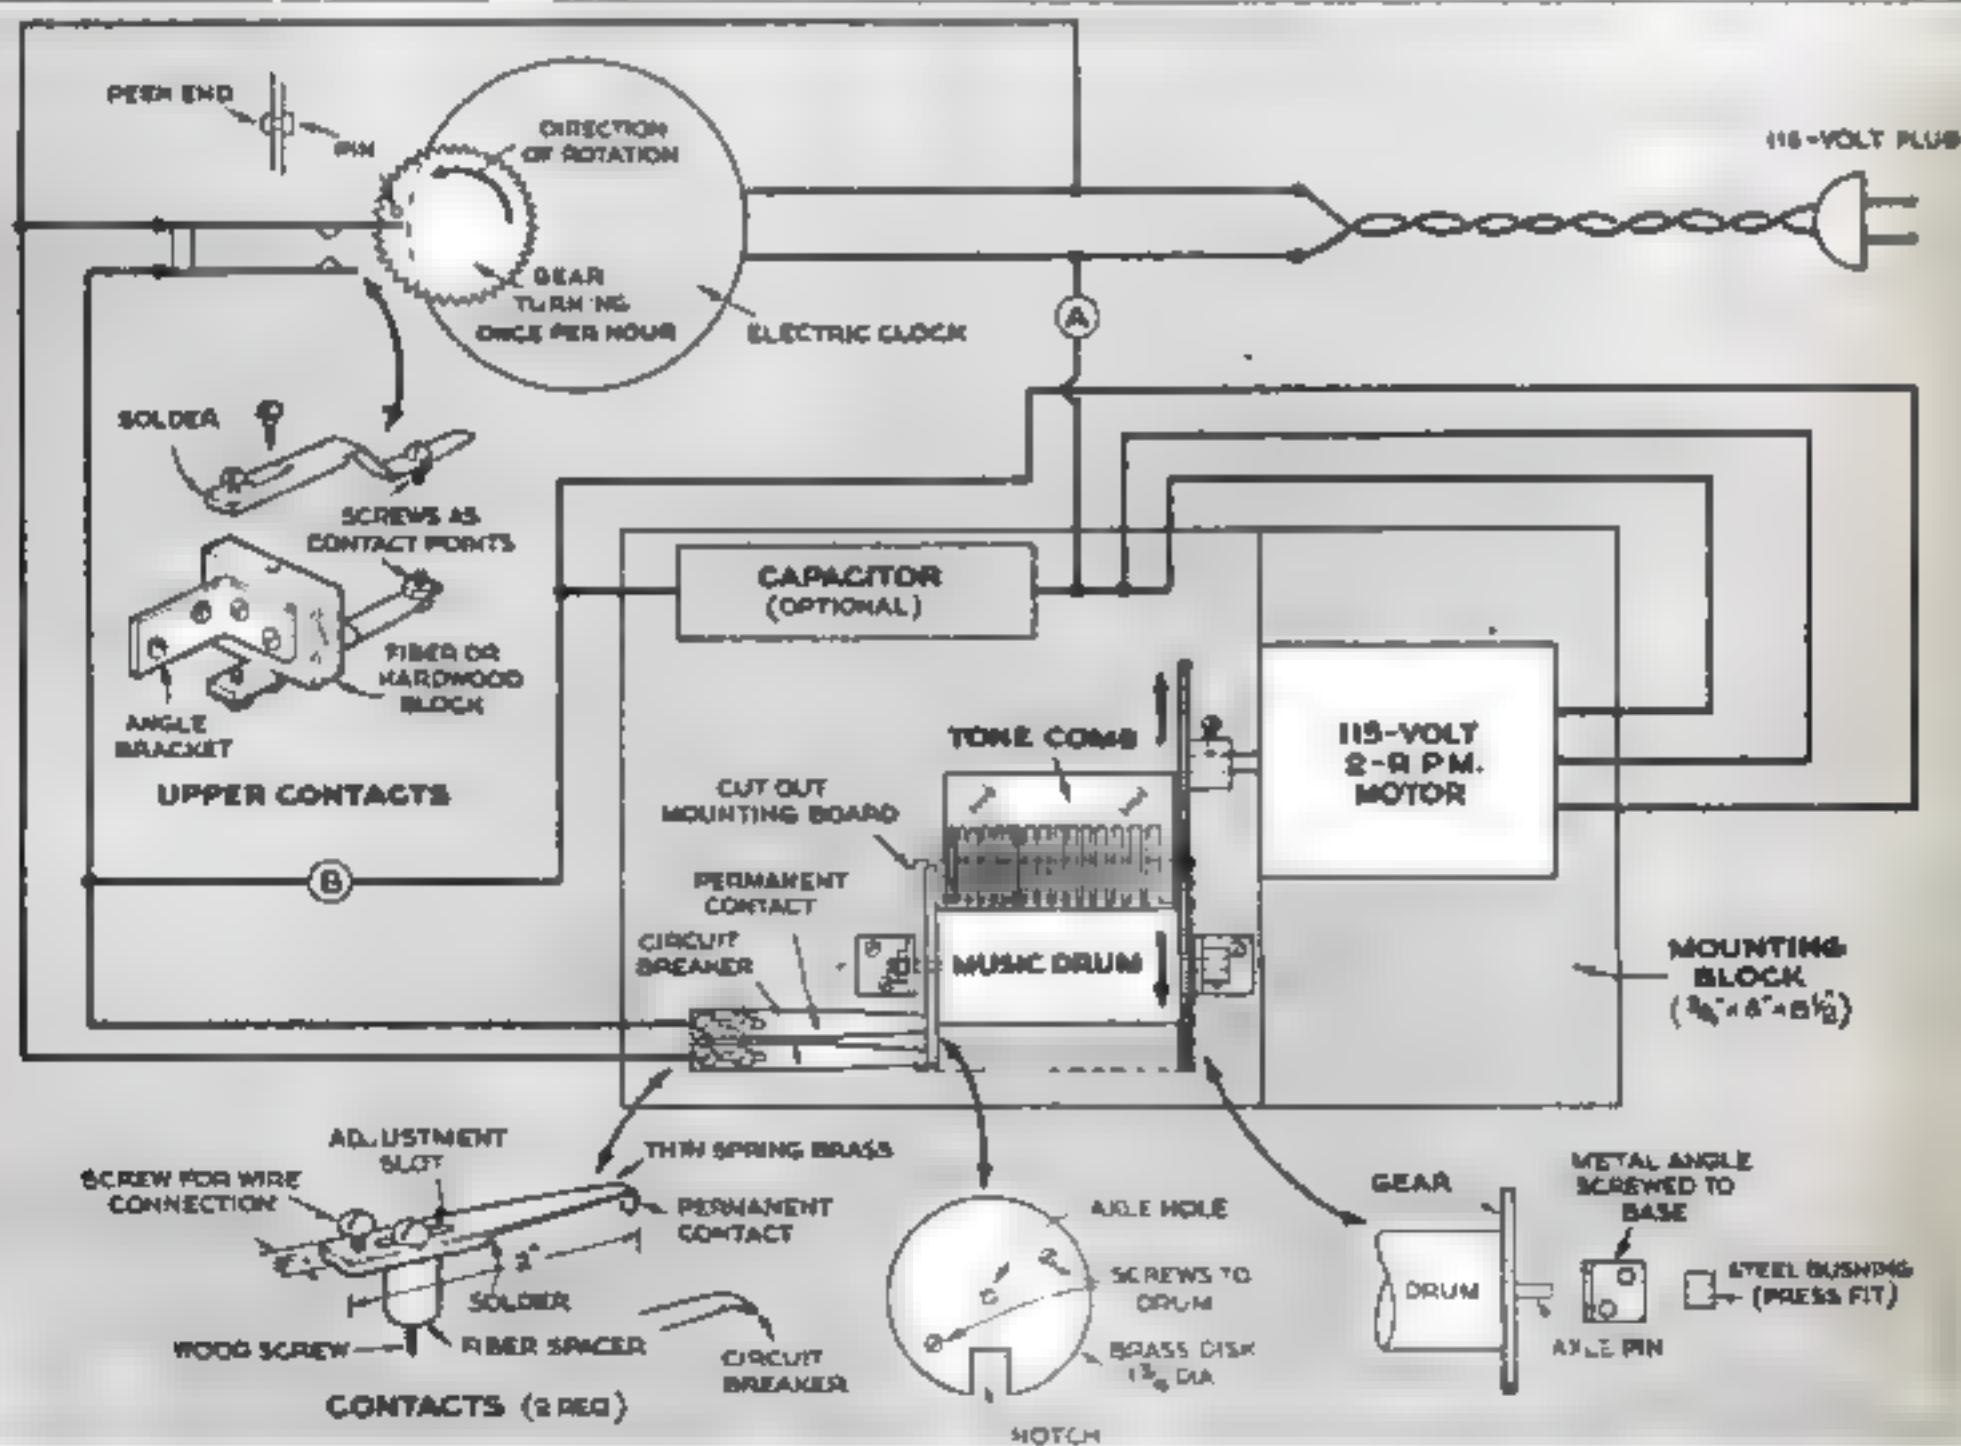 PEEN END
PIN
DIRECTION
OF ROTATION
115-VOLT PLUG
GEAR
TURNING
ONCE PER HOUR
ELECTRIC CLOCK
A
SOLDER
SCREWS AS
CONTACT POINTS
CAPACITOR
(OPTIONAL)
FIBER OR
HARDWOOD
BLOCK
ANGLE
BRACKET
UPPER CONTACTS
TONE COMB
115-VOLT
2-R.P.M.
MOTOR
CUT OUT
MOUNTING BOARD
B
PERMANENT
CONTACT
CIRCUIT
BREAKER
MUSIC DRUM
MOUNTING
BLOCK
ADJUSTMENT
SLOT
SCREW FOR WIRE
CONNECTION
THIN SPRING BRASS
PERMANENT
CONTACT
2"
SOLDER
WOOD SCREW
FIBER SPACER
CIRCUIT
BREAKER
CONTACTS (2 REQ)
AXLE HOLE
SCREWS TO
DRUM
BRASS DISK
DIA
NOTCH
GEAR
METAL ANGLE
SCREWED TO
BASE
DRUM
STEEL BUSHING
(PRESS FIT)
AXLE PIN